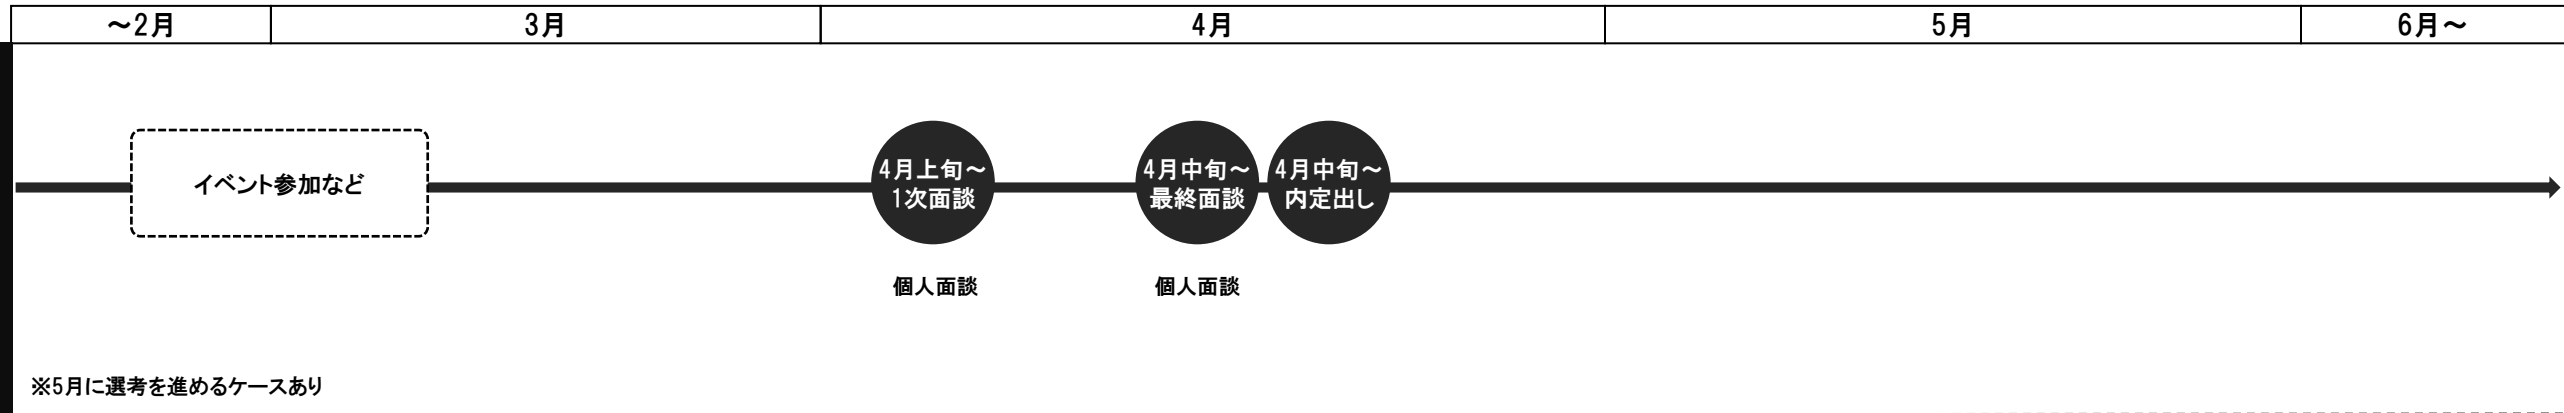 ～2月
3月
4月
5月
6月～
イベント参加など
4月上旬～
1次面談
4月中旬～
最終面談
4月中旬～
内定出し
個人面談
個人面談
※5月に選考を進めるケースあり